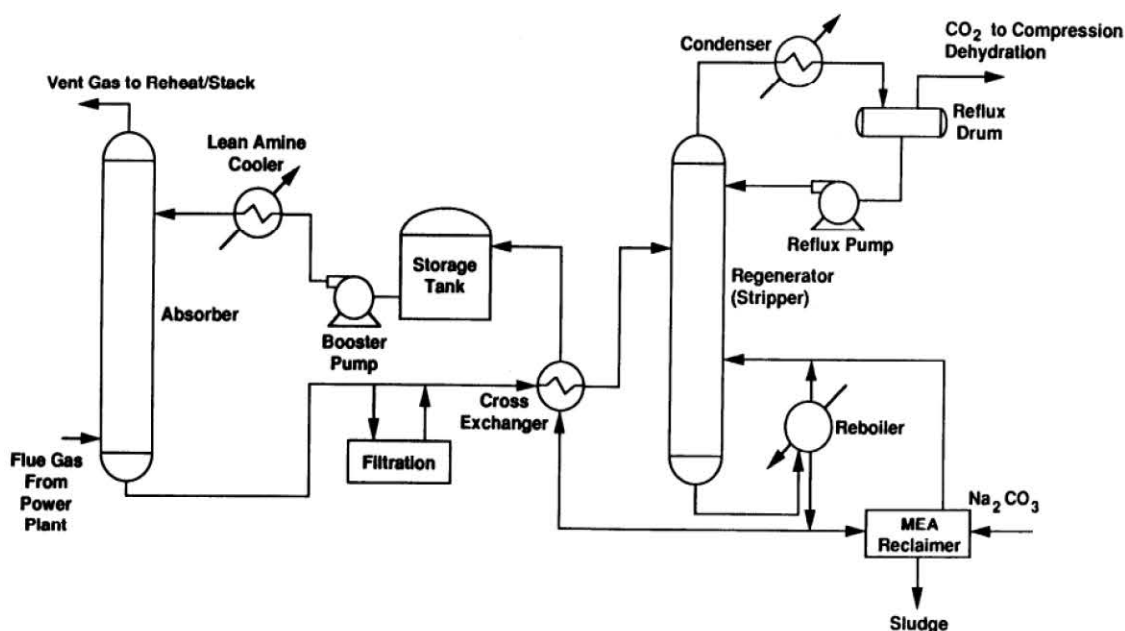 Condenser
CO₂ to Compression
Dehydration
Vent Gas to Reheat/Stack
Reflux
Drum
Lean Amine
Cooler
Reflux Pump
Storage
Tank
Regenerator
(Stripper)
Absorber
Booster
Pump
Cross
Exchanger
Reboiler
Flue Gas
From
Power
Plant
Filtration
Na₂CO₃
MEA
Reclaimer
Sludge